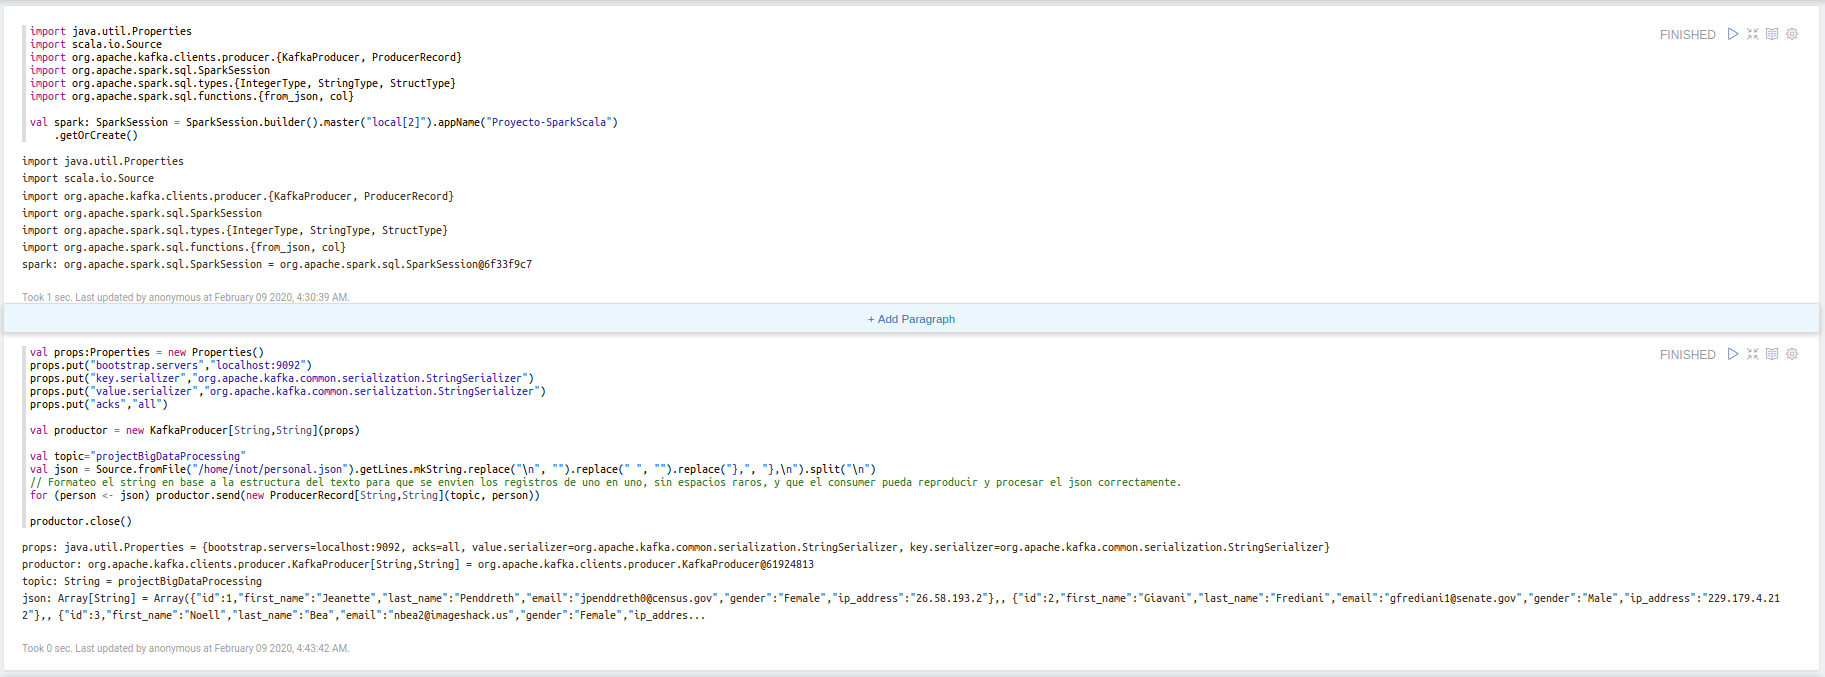 import java.util.Properties
import scala.io.Source
import org.apache.kafka.clients.producer.{KafkaProducer, ProducerRecord}
import org.apache.spark.sql.SparkSession
import org.apache.spark.sql.types.{IntegerType, StringType, StructType}
import org.apache.spark.sql.functions.{from_json, col}
FINISHED
val spark: SparkSession = SparkSession.builder().master("local[2]").appName("Proyecto-SparkScala")
    .getOrCreate()
import java.util.Properties
import scala.io.Source
import org.apache.kafka.clients.producer.{KafkaProducer, ProducerRecord}
import org.apache.spark.sql.SparkSession
import org.apache.spark.sql.types.{IntegerType, StringType, StructType}
import org.apache.spark.sql.functions.{from_json, col}
spark: org.apache.spark.sql.SparkSession = org.apache.spark.sql.SparkSession@6f33f9c7
Took 1 sec. Last updated by anonymous at February 09 2020, 4:30:39 AM.
+ Add Paragraph
val props:Properties = new Properties()
FINISHED
props.put("bootstrap.servers","localhost:9092")
props.put("key.serializer","org.apache.kafka.common.serialization.StringSerializer")
props.put("value.serializer","org.apache.kafka.common.serialization.StringSerializer")
props.put("acks","all")
val productor = new KafkaProducer[String,String](props)
val topic="projectBigDataProcessing"
val json = Source.fromFile("/home/inot/personal.json").getLines.mkString.replace("\n", "").replace(" ", "").replace("},", "},\n").split("\n")
// Formateo el string en base a la estructura del texto para que se envíen los registros de uno en uno, sin espacios raros, y que el consumer pueda reproducir y procesar el json correctamente.
for (person <- json) productor.send(new ProducerRecord[String,String](topic, person))
productor.close()
props: java.util.Properties = {bootstrap.servers=localhost:9092, acks=all, value.serializer=org.apache.kafka.common.serialization.StringSerializer, key.serializer=org.apache.kafka.common.serialization.StringSerializer}
productor: org.apache.kafka.clients.producer.KafkaProducer[String,String] = org.apache.kafka.clients.producer.KafkaProducer@61924813
topic: String = projectBigDataProcessing
json: Array[String] = Array({"id":1,"first_name":"Jeanette","last_name":"Penddreth","email":"jpenddreth0@census.gov","gender":"Female","ip_address":"26.58.193.2"},, {"id":2,"first_name":"Giavani","last_name":"Frediani","email":"gfrediani1@senate.gov","gender":"Male","ip_address":"229.179.4.21
2"},, {"id":3,"first_name":"Noell","last_name":"Bea","email":"nbea2@imageshack.us","gender":"Female","ip_addres...
Took 0 sec. Last updated by anonymous at February 09 2020, 4:43:42 AM.